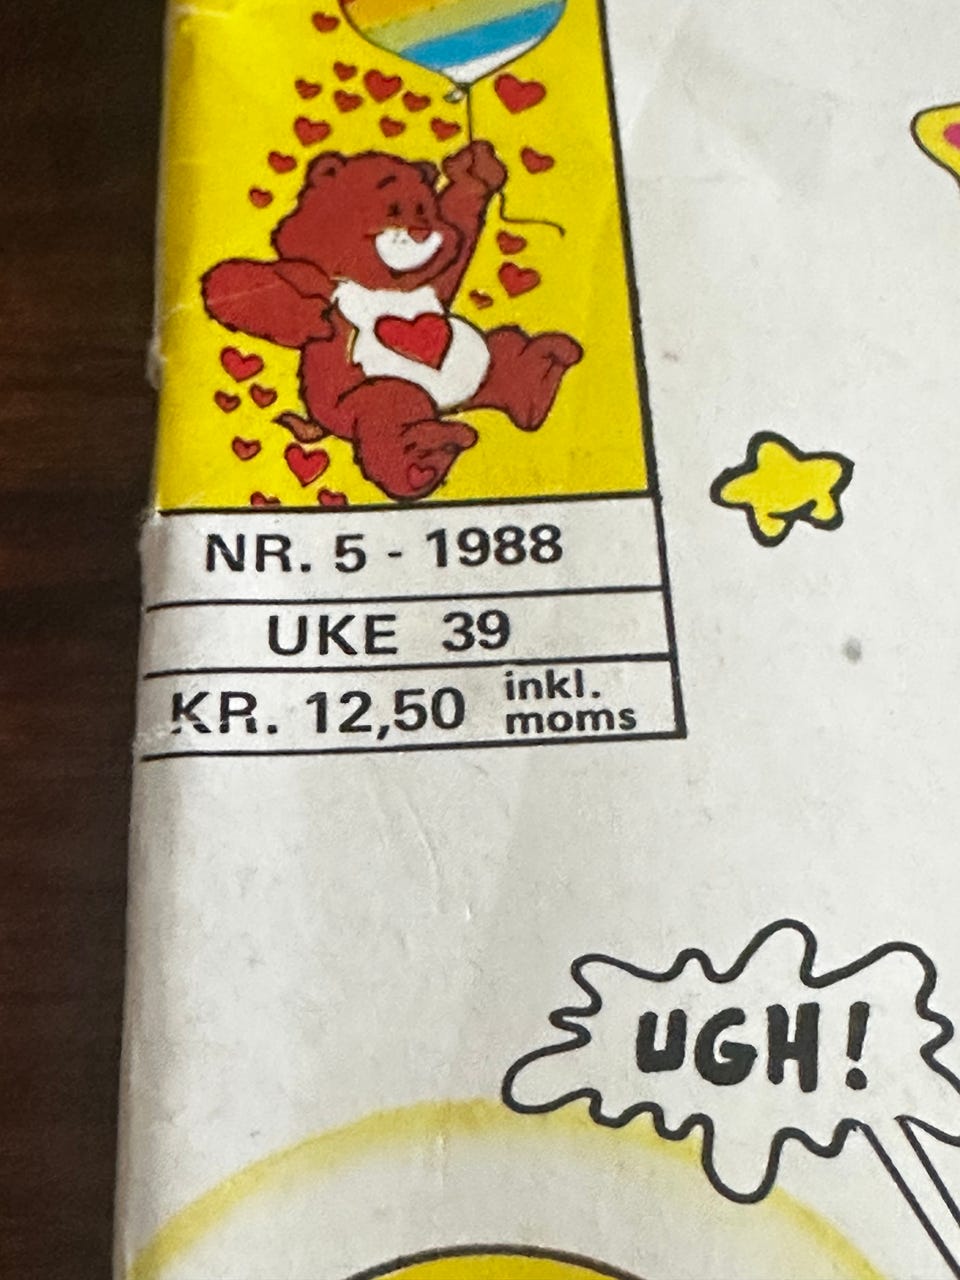 NR. 5 - 1988
UKE 39
KR. 12,50 inkl. moms
UGH!